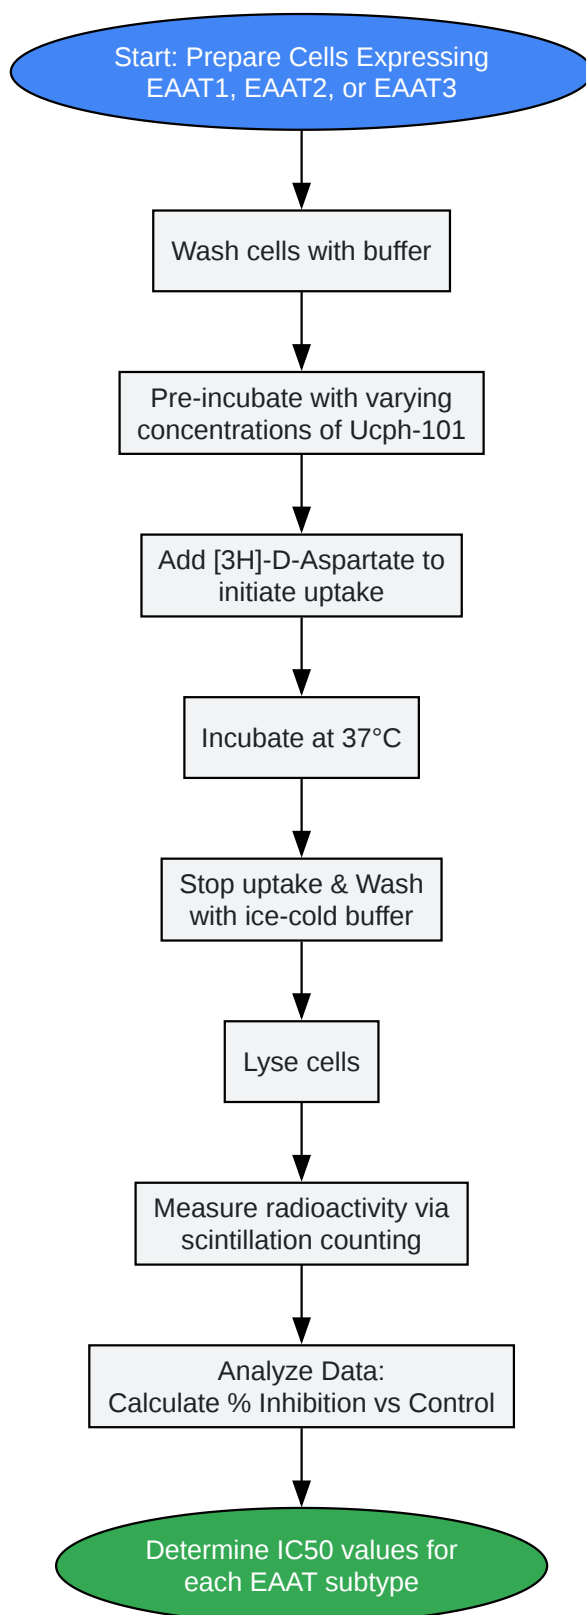 Start: Prepare Cells Expressing
EAAT1, EAAT2, or EAAT3
Wash cells with buffer
Pre-incubate with varying
concentrations of Ucph-101
Add [3H]-D-Aspartate to
initiate uptake
Incubate at 37°C
Stop uptake & Wash
with ice-cold buffer
Lyse cells
Measure radioactivity via
scintillation counting
Analyze Data:
Calculate % Inhibition vs Control
Determine IC50 values for
each EAAT subtype